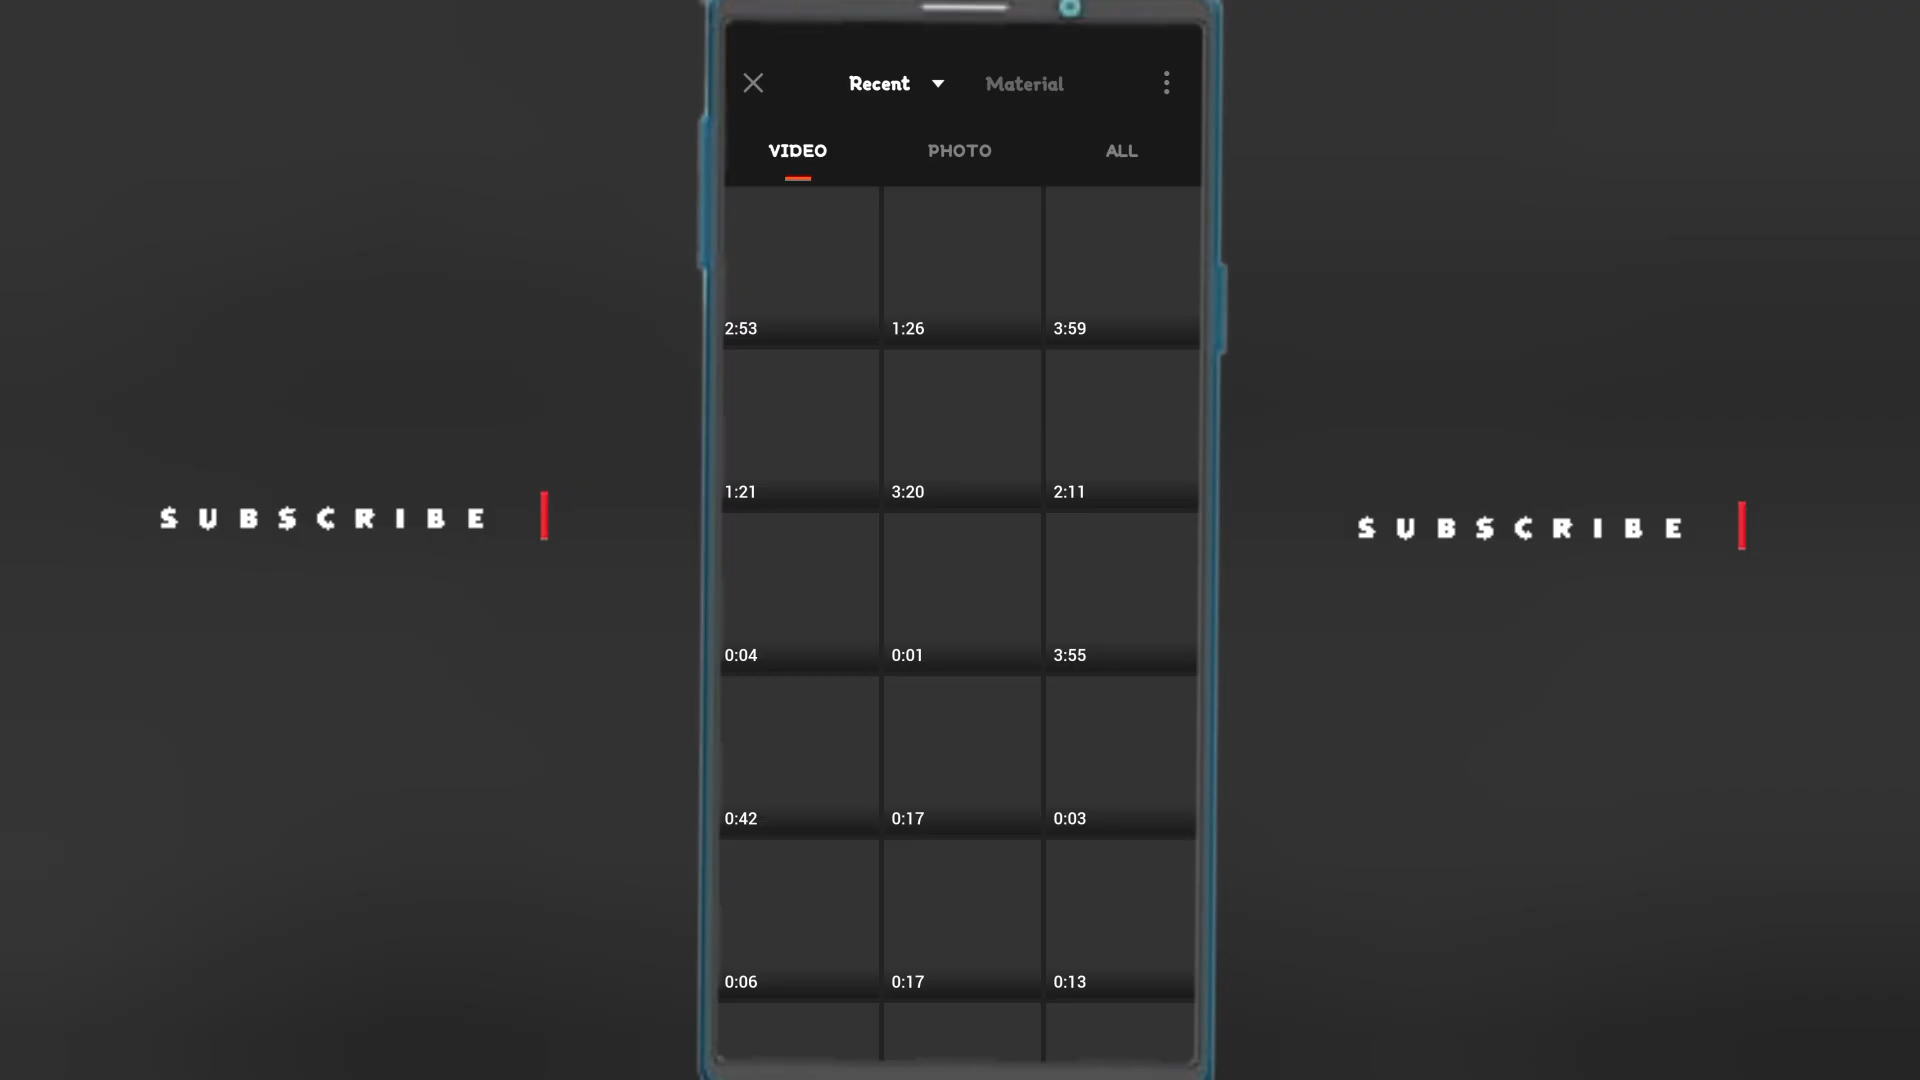 Recent Material
VIDEO PHOTO ALL
2:53 1:26 3:59
1:21 3:20 2:11
SUBSCRIBE
SUBSCRIBE
0:04 0:01 3:55
0:42 0:17 0:03
0:06 0:17 0:13